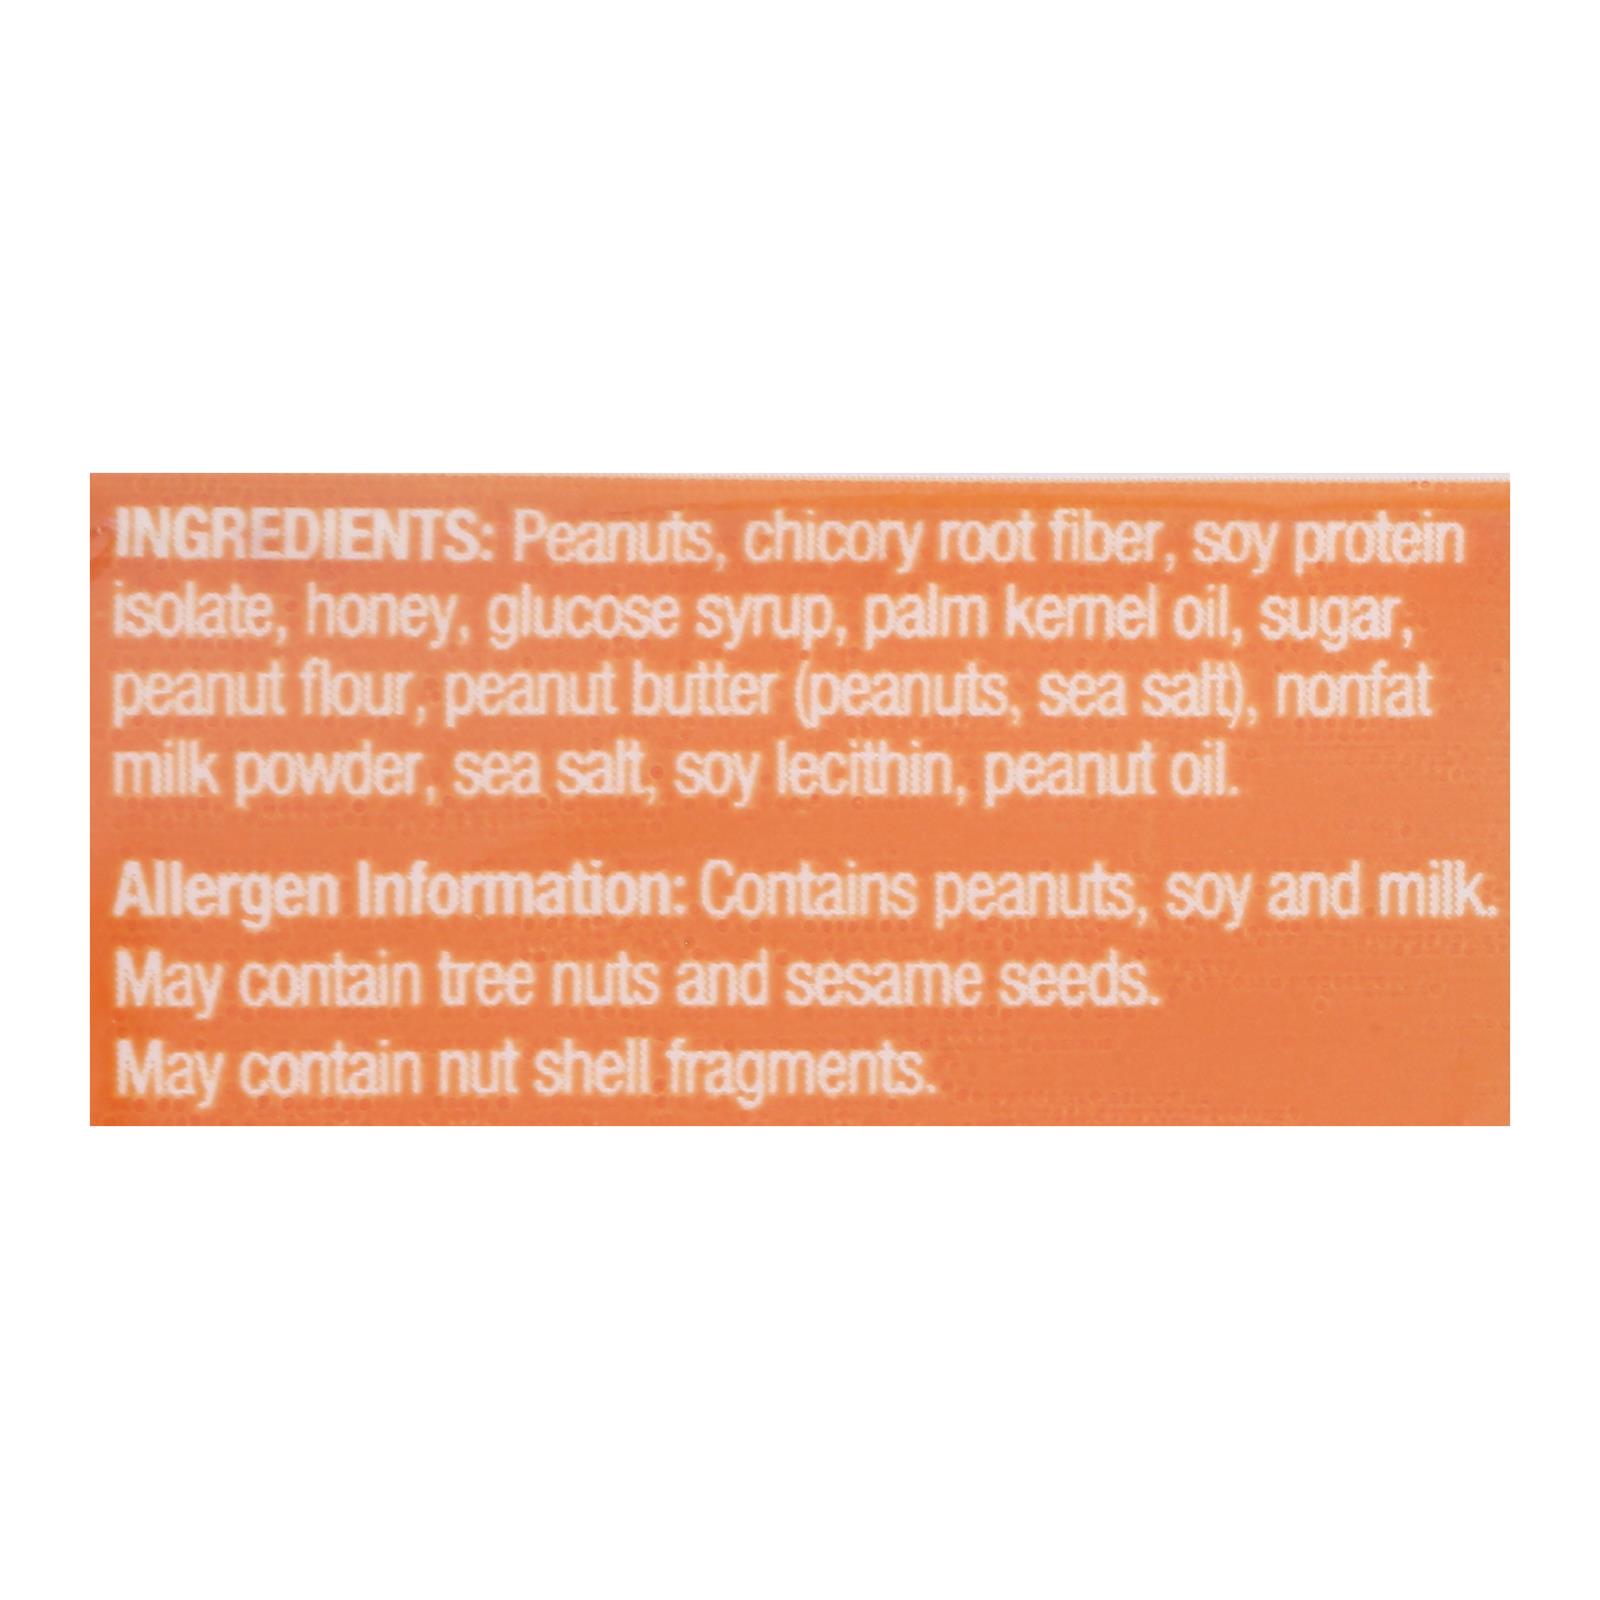 INGREDIENTS: Peanuts, chicory root fiber, soy protein
isolate, honey, glucose syrup, palm kernel oil, sugar,
peanut flour, peanut butter (peanuts, sea salt), nonfat
milk powder, sea salt, soy lecithin, peanut oil.
Allergen Information: Contains peanuts, soy and milk.
May contain tree nuts and sesame seeds.
May contain nut shell fragments.